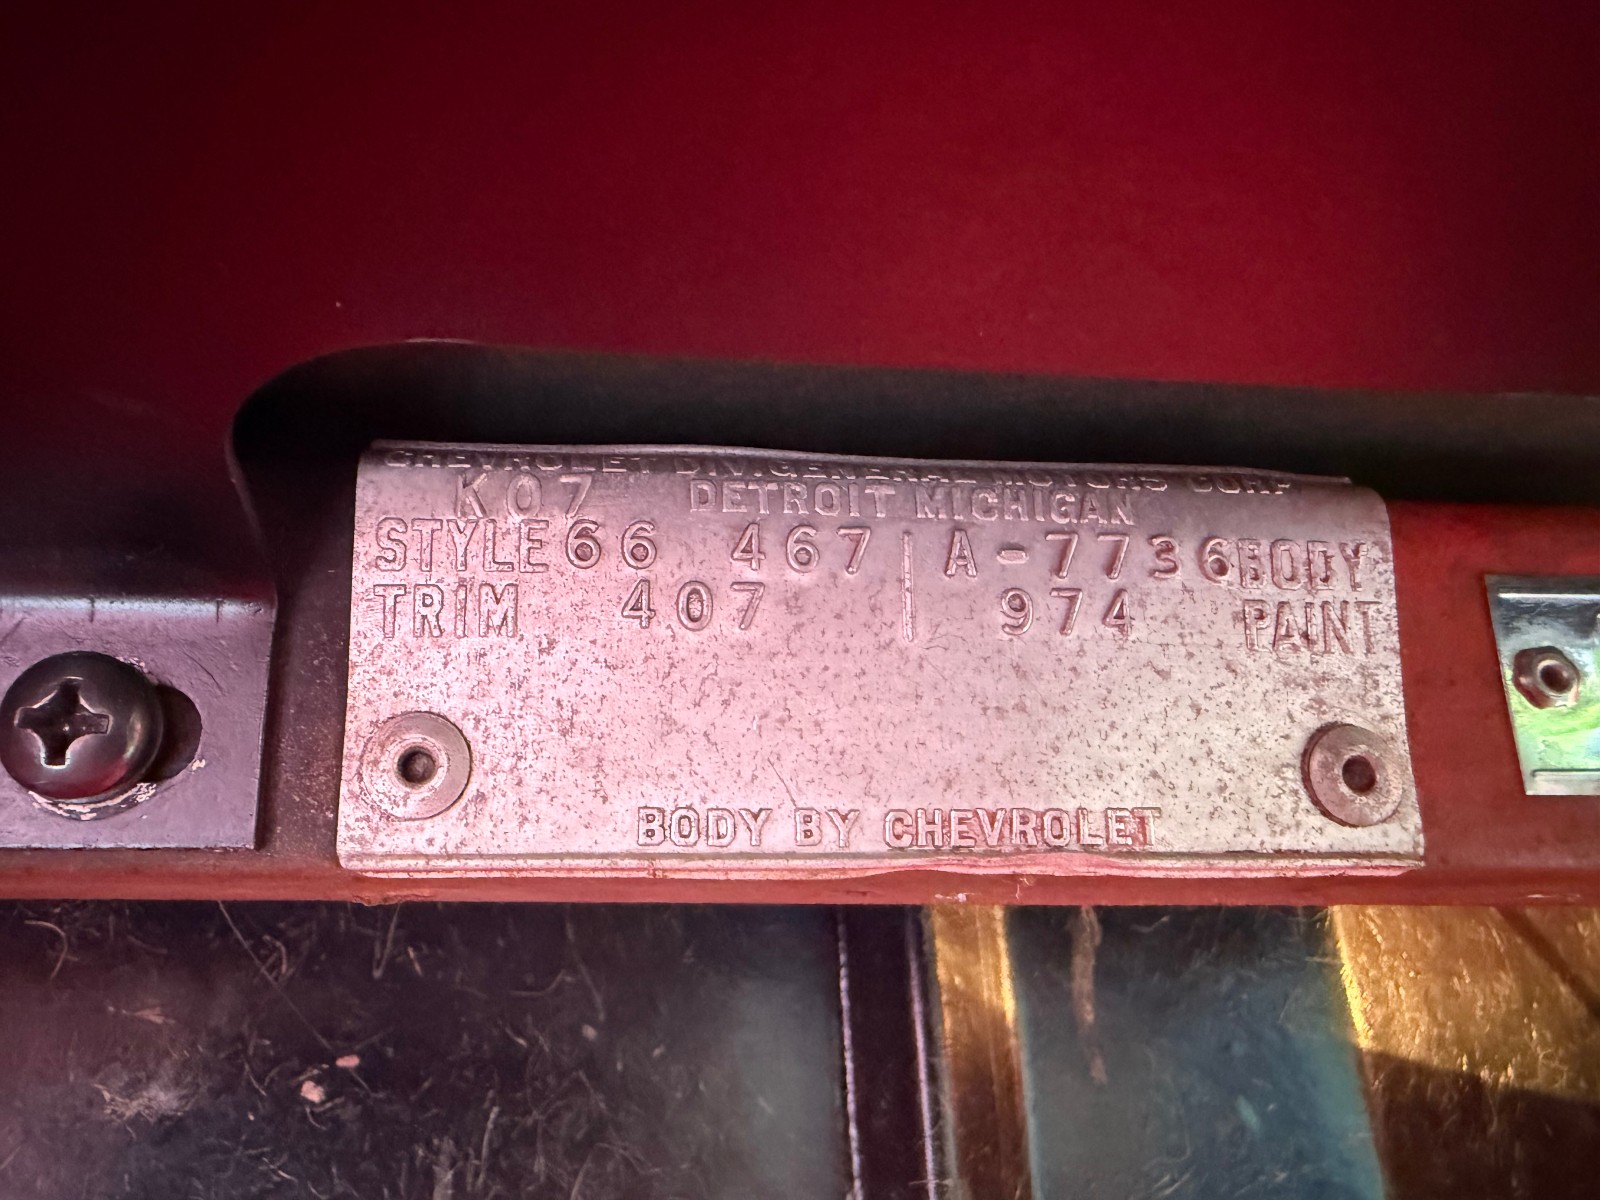 CHEVROLET DIV. GENERAL MOTORS CORP
K07 DETROIT MICHIGAN
STYLE 66 467 | A-7736 BODY
TRIM 407 | 974 PAINT
BODY BY CHEVROLET